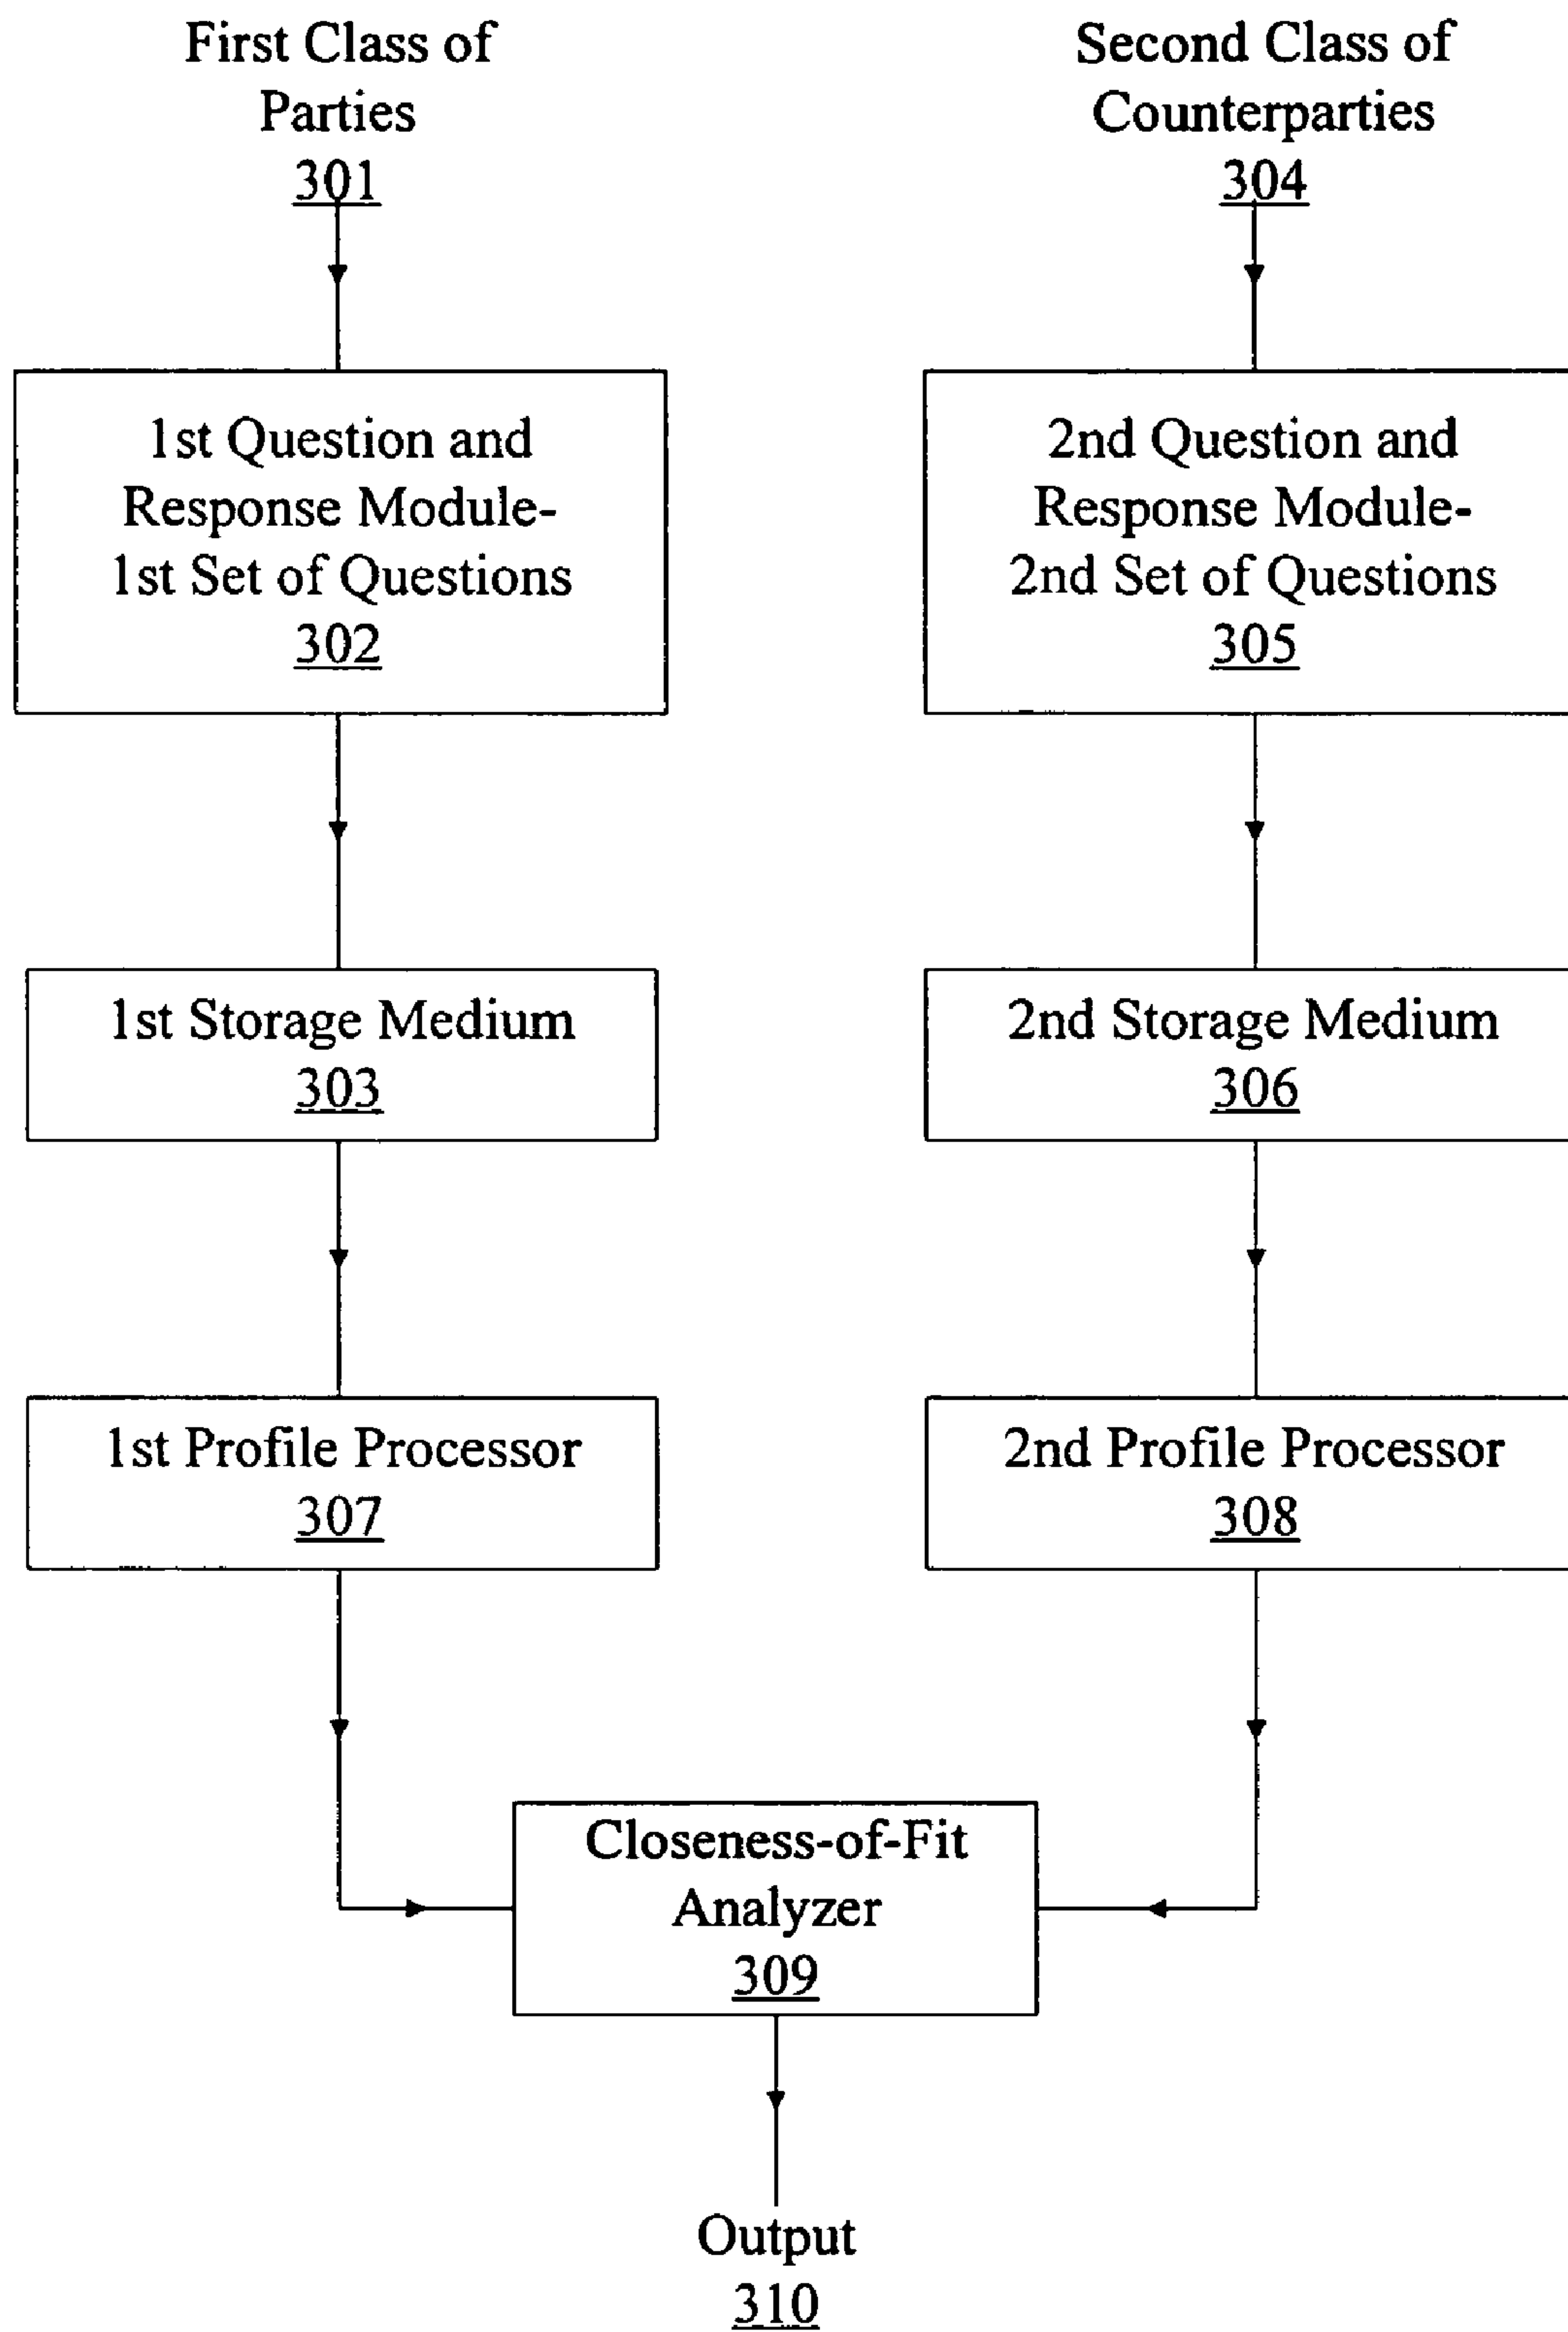 First Class of
Parties
301
Second Class of
Counterparties
304
1st Question and
Response Module-
1st Set of Questions
302
2nd Question and
Response Module-
2nd Set of Questions
305
1st Storage Medium
303
2nd Storage Medium
306
1st Profile Processor
307
2nd Profile Processor
308
Closeness-of-Fit
Analyzer
309
Output
310